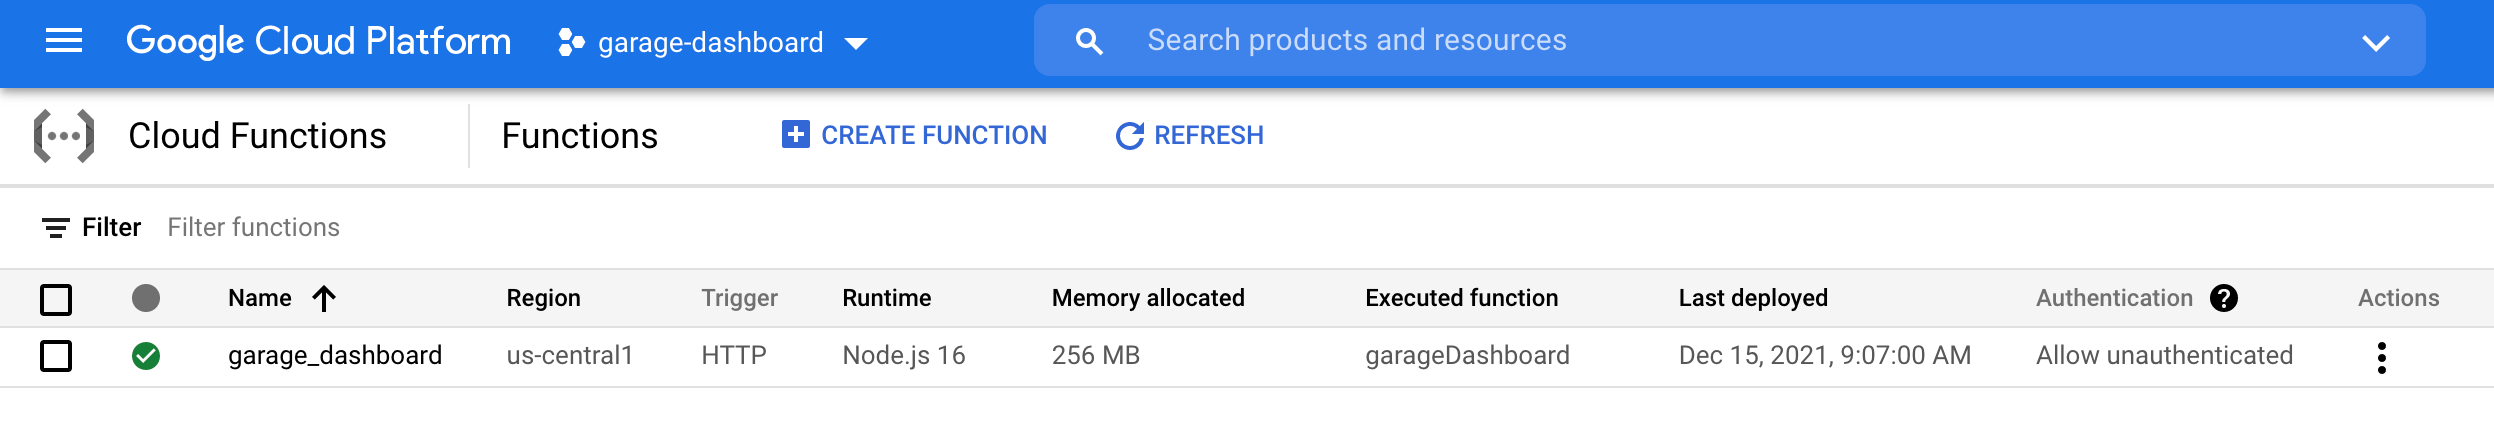 Google Cloud Platform garage-dashboard Search products and resources
Cloud Functions Functions CREATE FUNCTION REFRESH
Filter Filter functions
Name Region Trigger Runtime Memory allocated Executed function Last deployed Authentication ? Actions
garage_dashboard us-central1 HTTP Node.js 16 256 MB garageDashboard Dec 15, 2021, 9:07:00 AM Allow unauthenticated